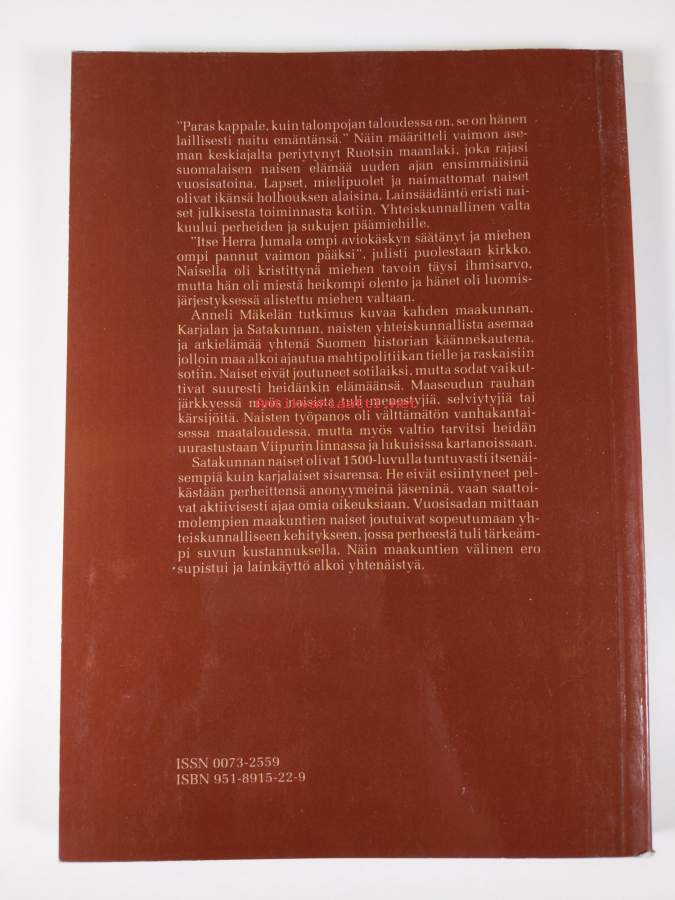 "Paras kappale, kuin talonpojan taloudessa on, se on hänen
laillisesti naitu emäntänsä." Näin määritteli vaimon ase-
man keskiajalta periytynyt Ruotsin maanlaki, joka rajasi
suomalaisen naisen elämää uuden ajan ensimmäisinä
vuosisatoina. Lapset, mielipuolet ja naimattomat naiset
olivat ikänsä holhouksen alaisina. Lainsäädäntö eristi nai-
set julkisesta toiminnasta kotiin. Yhteiskunnallinen valta
kuului perheiden ja sukujen päämiehille.
"Itse Herra Jumala ompi aviokäskyn säätänyt ja miehen
ompi pannut vaimon pääksi", julisti puolestaan kirkko.
Naisella oli kristittynä miehen tavoin täysi ihmisarvo,
mutta hän oli miestä heikompi olento ja hänet oli luomis-
järjestyksessä alistettu miehen valtaan.
Anneli Mäkelän tutkimus kuvaa kahden maakunnan,
Karjalan ja Satakunnan, naisten yhteiskunnallista asemaa
ja arkielämää yhtenä Suomen historian käännekautena,
jolloin maa alkoi ajautua mahtipolitiikan tielle ja raskaisiin
sotiin. Naiset eivät joutuneet sotilaiksi, mutta sodat vaikut-
tivat suuresti heidänkin elämäänsä. Maaseudun rauhan
järkkyessä myös naisista tuli menestyjiä, selviytyjiä tai
kärsijöitä. Naisten työpanos oli välttämätön vanhakantai-
sessa maataloudessa, mutta myös valtio tarvitsi heidän
uurastustaan Viipurin linnassa ja lukuisissa kartanoissaan.
Satakunnan naiset olivat 1500-luvulla tuntuvasti itsenäi-
sempiä kuin karjalaiset sisarensa. He eivät esiintyneet pel-
kästään perheittensä anonyymeinä jäseninä, vaan saattoi-
vat aktiivisesti ajaa omia oikeuksiaan. Vuosisadan mittaan
molempien maakuntien naiset joutuivat sopeutumaan yh-
teiskunnalliseen kehitykseen, jossa perheestä tuli tärkeäm-
pi suvun kustannuksella. Näin maakuntien välinen ero
supistui ja lainkäyttö alkoi yhtenäistyä.
Antikvariaatti.net
ISSN 0073-2559
ISBN 951-8915-22-9